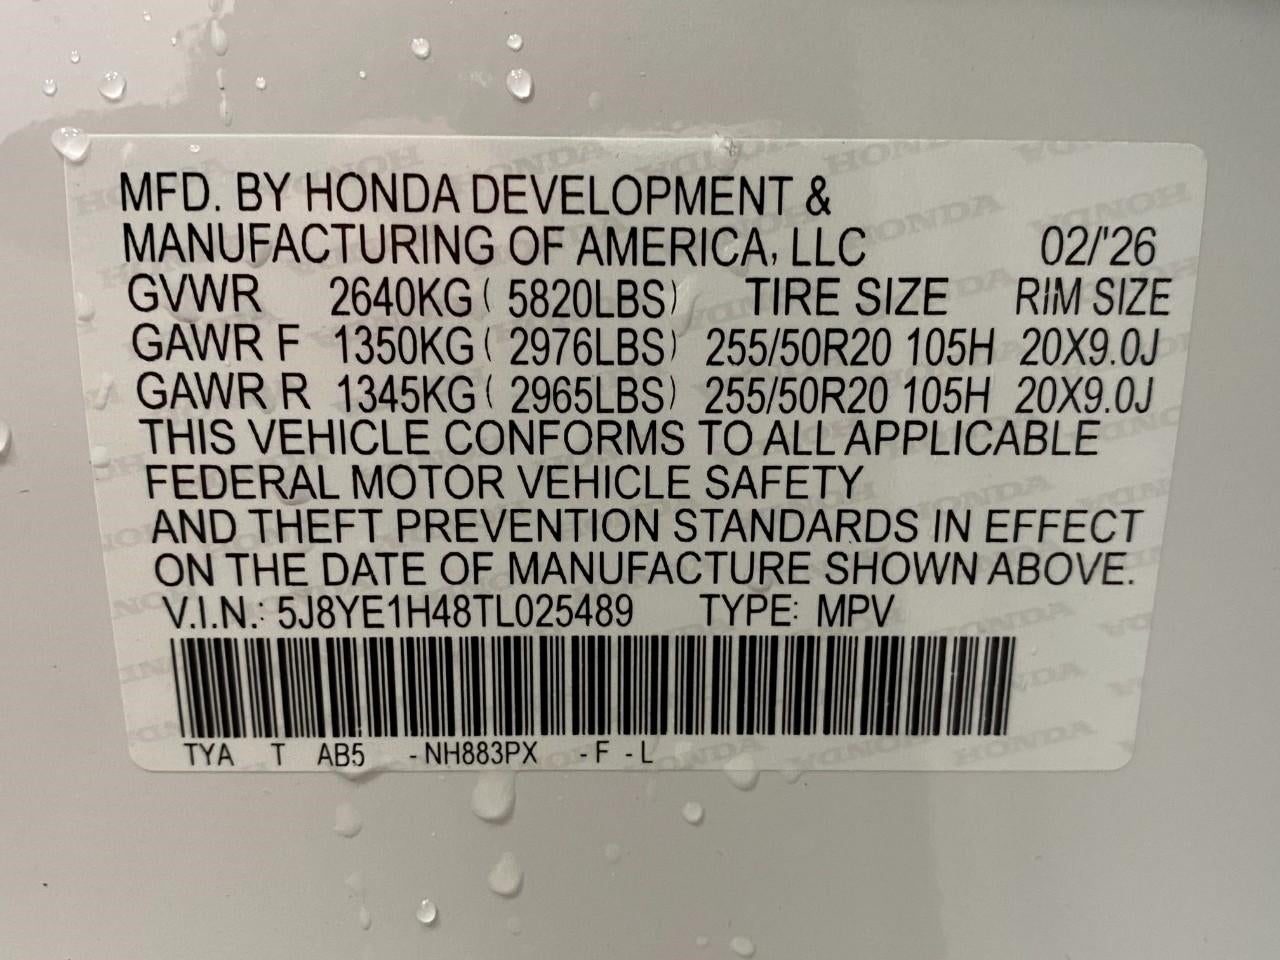 MFD. BY HONDA DEVELOPMENT &
MANUFACTURING OF AMERICA, LLC 02/'26
GVWR 2640KG ( 5820LBS) TIRE SIZE RIM SIZE
GAWR F 1350KG ( 2976LBS) 255/50R20 105H 20X9.0J
GAWR R 1345KG ( 2965LBS) 255/50R20 105H 20X9.0J
THIS VEHICLE CONFORMS TO ALL APPLICABLE
FEDERAL MOTOR VEHICLE SAFETY
AND THEFT PREVENTION STANDARDS IN EFFECT
ON THE DATE OF MANUFACTURE SHOWN ABOVE.
V.I.N.: 5J8YE1H48TL025489 TYPE: MPV
TYA T AB5 -NH883PX -F -L